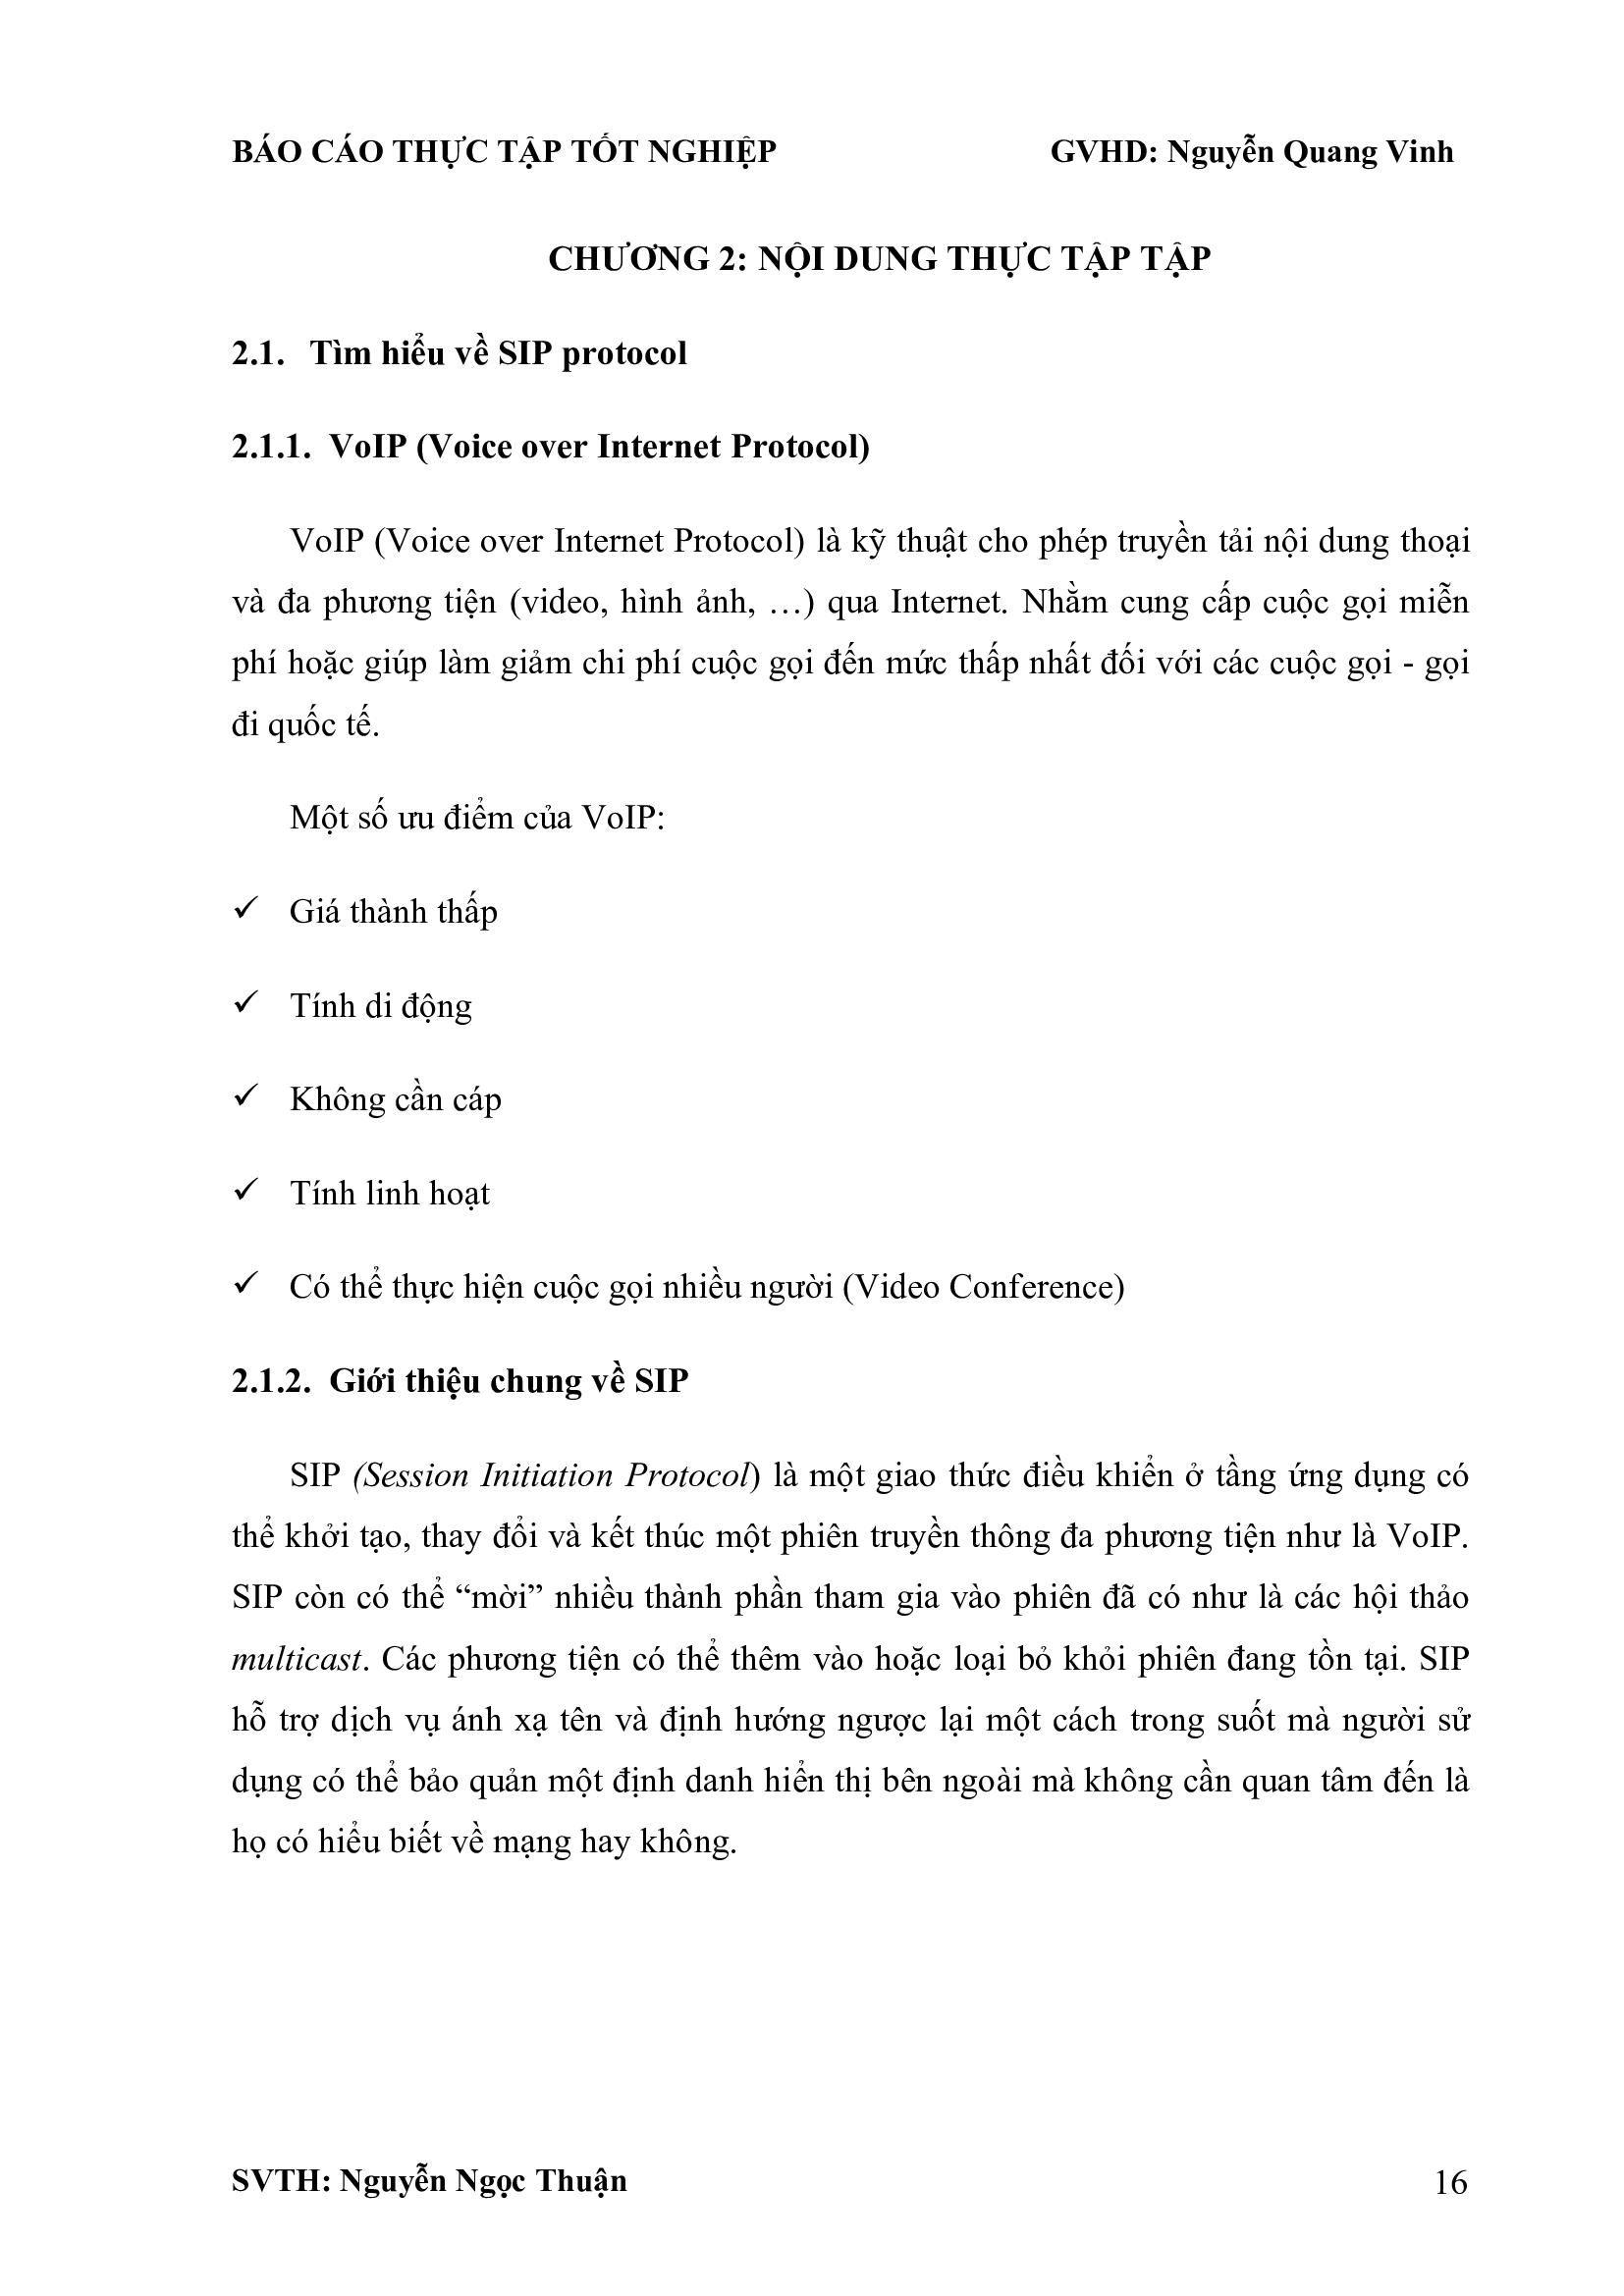 BÁO CÁO THỰC TẬP TỐT NGHIỆP GVHD: Nguyễn Quang Vinh
CHƯƠNG 2: NỘI DUNG THỰC TẬP TẬP
2.1. Tìm hiểu về SIP protocol
2.1.1. VoIP (Voice over Internet Protocol)
VoIP (Voice over Internet Protocol) là kỹ thuật cho phép truyền tải nội dung thoại
và đa phương tiện (video, hình ảnh, …) qua Internet. Nhằm cung cấp cuộc gọi miễn
phí hoặc giúp làm giảm chi phí cuộc gọi đến mức thấp nhất đối với các cuộc gọi - gọi
đi quốc tế.
Một số ưu điểm của VoIP:
✓ Giá thành thấp
✓ Tính di động
✓ Không cần cáp
✓ Tính linh hoạt
✓ Có thể thực hiện cuộc gọi nhiều người (Video Conference)
2.1.2. Giới thiệu chung về SIP
SIP (Session Initiation Protocol) là một giao thức điều khiển ở tầng ứng dụng có
thể khởi tạo, thay đổi và kết thúc một phiên truyền thông đa phương tiện như là VoIP.
SIP còn có thể “mời” nhiều thành phần tham gia vào phiên đã có như là các hội thảo
multicast. Các phương tiện có thể thêm vào hoặc loại bỏ khỏi phiên đang tồn tại. SIP
hỗ trợ dịch vụ ánh xạ tên và định hướng ngược lại một cách trong suốt mà người sử
dụng có thể bảo quản một định danh hiển thị bên ngoài mà không cần quan tâm đến là
họ có hiểu biết về mạng hay không.
SVTH: Nguyễn Ngọc Thuận 16